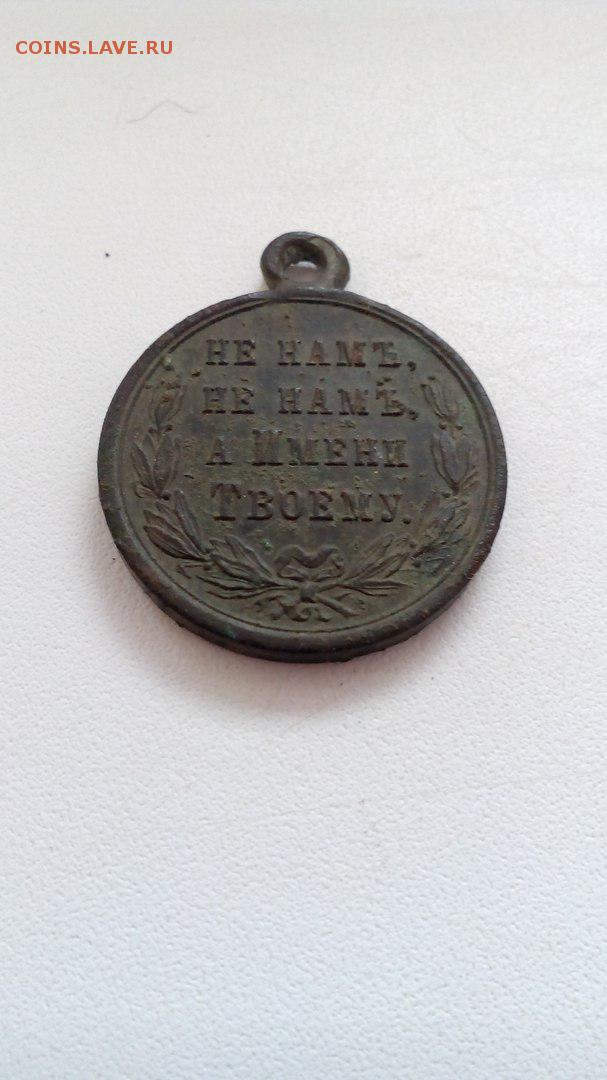 COINS.LAVE.RU
НЕ НАМЪ,
НЕ НАМЪ,
А ИМЕНИ
ТВОЕМУ.